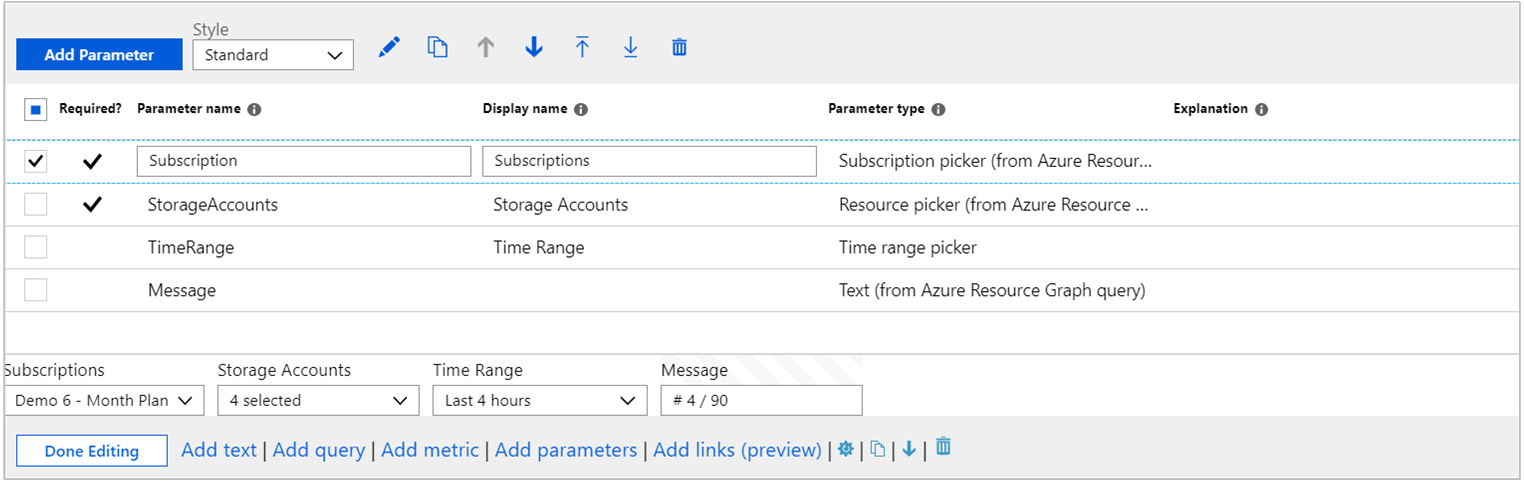 Style
Add Parameter Standard
Required? Parameter name Display name Parameter type Explanation
Subscription Subscriptions Subscription picker (from Azure Resour...
StorageAccounts Storage Accounts Resource picker (from Azure Resource ...
TimeRange Time Range Time range picker
Message Text (from Azure Resource Graph query)
Subscriptions Storage Accounts Time Range Message
Demo 6 - Month Plan 4 selected Last 4 hours # 4 / 90
Done Editing Add text | Add query | Add metric | Add parameters | Add links (preview) | | | |